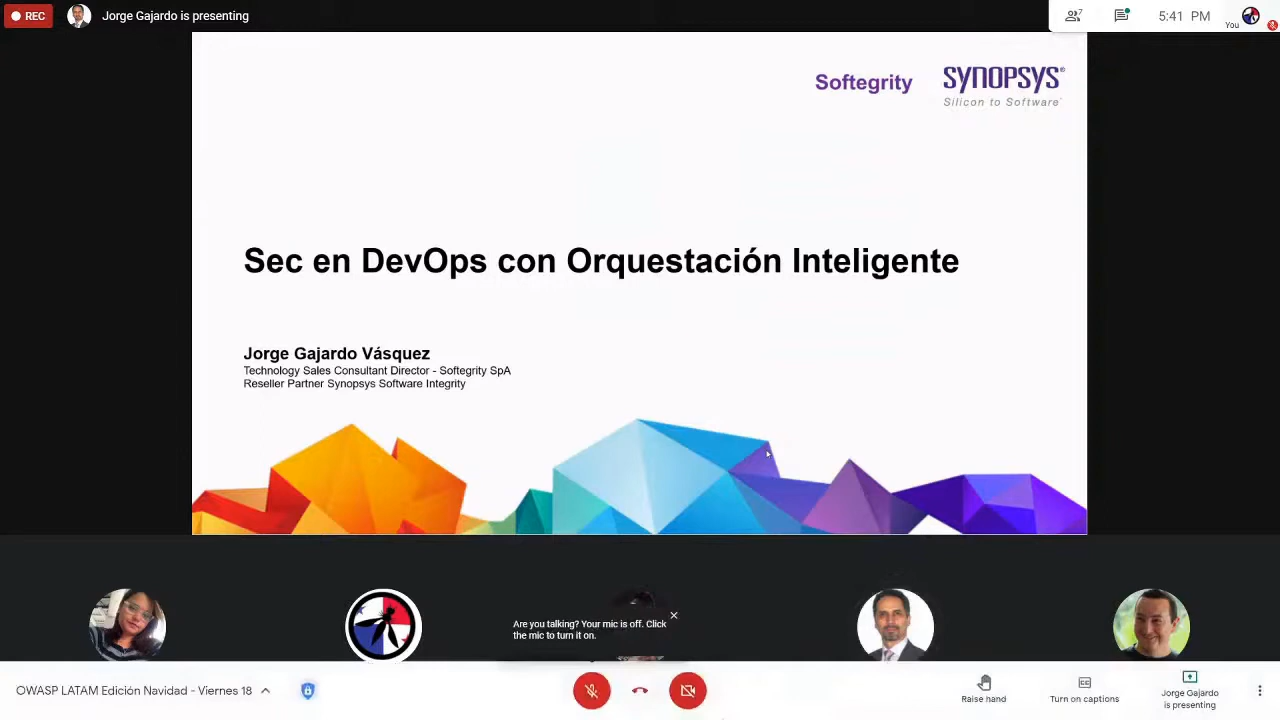 REC
Jorge Gajardo is presenting
7
5:41 PM
You
Softegrity
SYNOPSYS®
Silicon to Software™
Sec en DevOps con Orquestación Inteligente
Jorge Gajardo Vásquez
Technology Sales Consultant Director - Softegrity SpA
Reseller Partner Synopsys Software Integrity
Are you talking? Your mic is off. Click
the mic to turn it on.
OWASP LATAM Edición Navidad - Viernes 18
Raise hand
CC
Turn on captions
Jorge Gajardo
is presenting